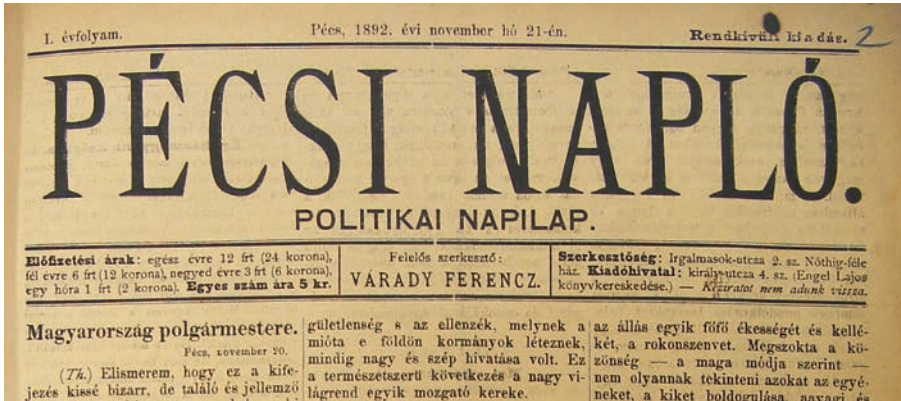 I. évfolyam.
Pécs, 1892. évi november hó 21-én.
Rendkívüli kiadás. 2
PÉCSI NAPLÓ.
POLITIKAI NAPILAP.
Előfizetési árak: egész évre 12 frt (24 korona),
fél évre 6 frt (12 korona), negyed évre 3 frt (6 korona),
egy hóra 1 frt (2 korona). Egyes szám ára 5 kr.
Felelős szerkesztő:
VÁRADY FERENCZ.
Szerkesztőség: Irgalmasok-utcza 2. sz. Nőthig-féle
ház. Kiadóhivatal: király-utcza 4. sz. (Engel Lajos
könyvkereskedése.) — Kéziratot nem adunk vissza.
Magyarország polgármestere.
Pécs, november 20.
(Th.) Elismerem, hogy ez a kife-
jezés kissé bizarr, de találó és jellemző
gületlenség s az ellenzék, melynek a
mióta e földön kormányok léteznek,
mindig nagy és szép hivatása volt. Ez
a természetszerü következés a nagy vi-
lágrend egyik mozgató kereke.
az állás egyik főfő ékességét és kellé-
két, a rokonszenvet. Megszokta a kö-
zönség — a maga módja szerint —
nem olyannak tekinteni azokat az egyé-
neket, a kiket boldogulása, anyagi és